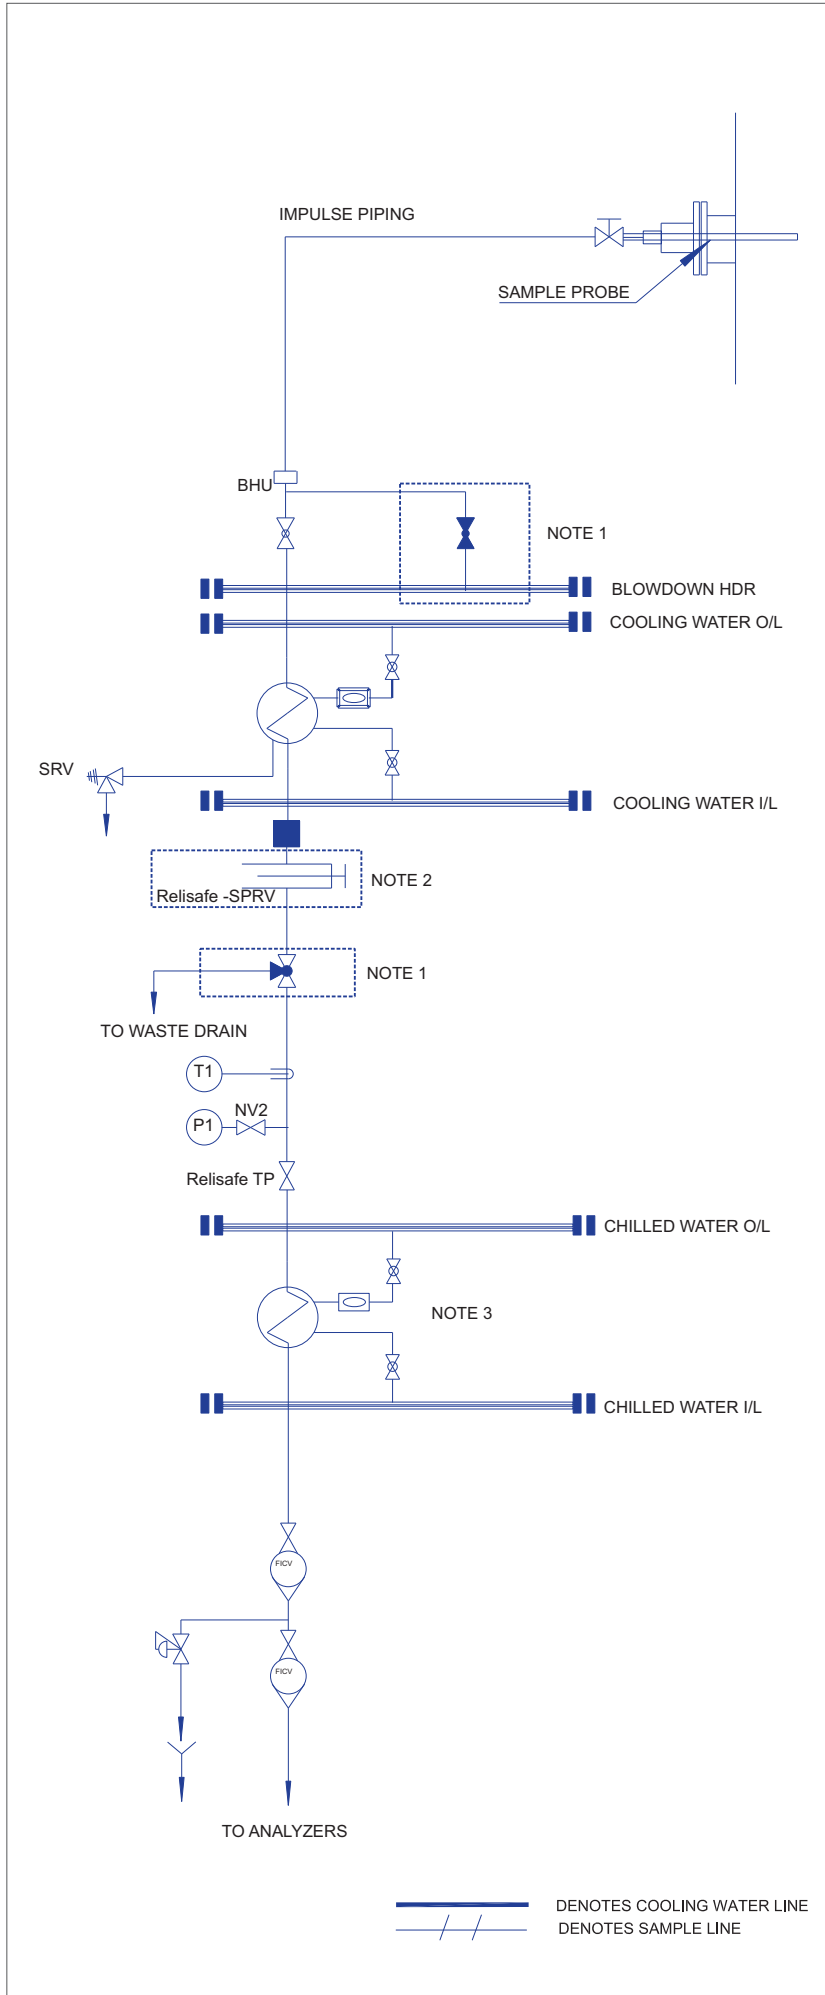 IMPULSE PIPING
SAMPLE PROBE
BHU
NOTE 1
BLOWDOWN HDR
COOLING WATER O/L
SRV
COOLING WATER I/L
NOTE 2
Relisafe -SPRV
NOTE 1
TO WASTE DRAIN
T1
NV2
P1
Relisafe TP
CHILLED WATER O/L
NOTE 3
CHILLED WATER I/L
FICV
FICV
TO ANALYZERS
DENOTES COOLING WATER LINE
DENOTES SAMPLE LINE